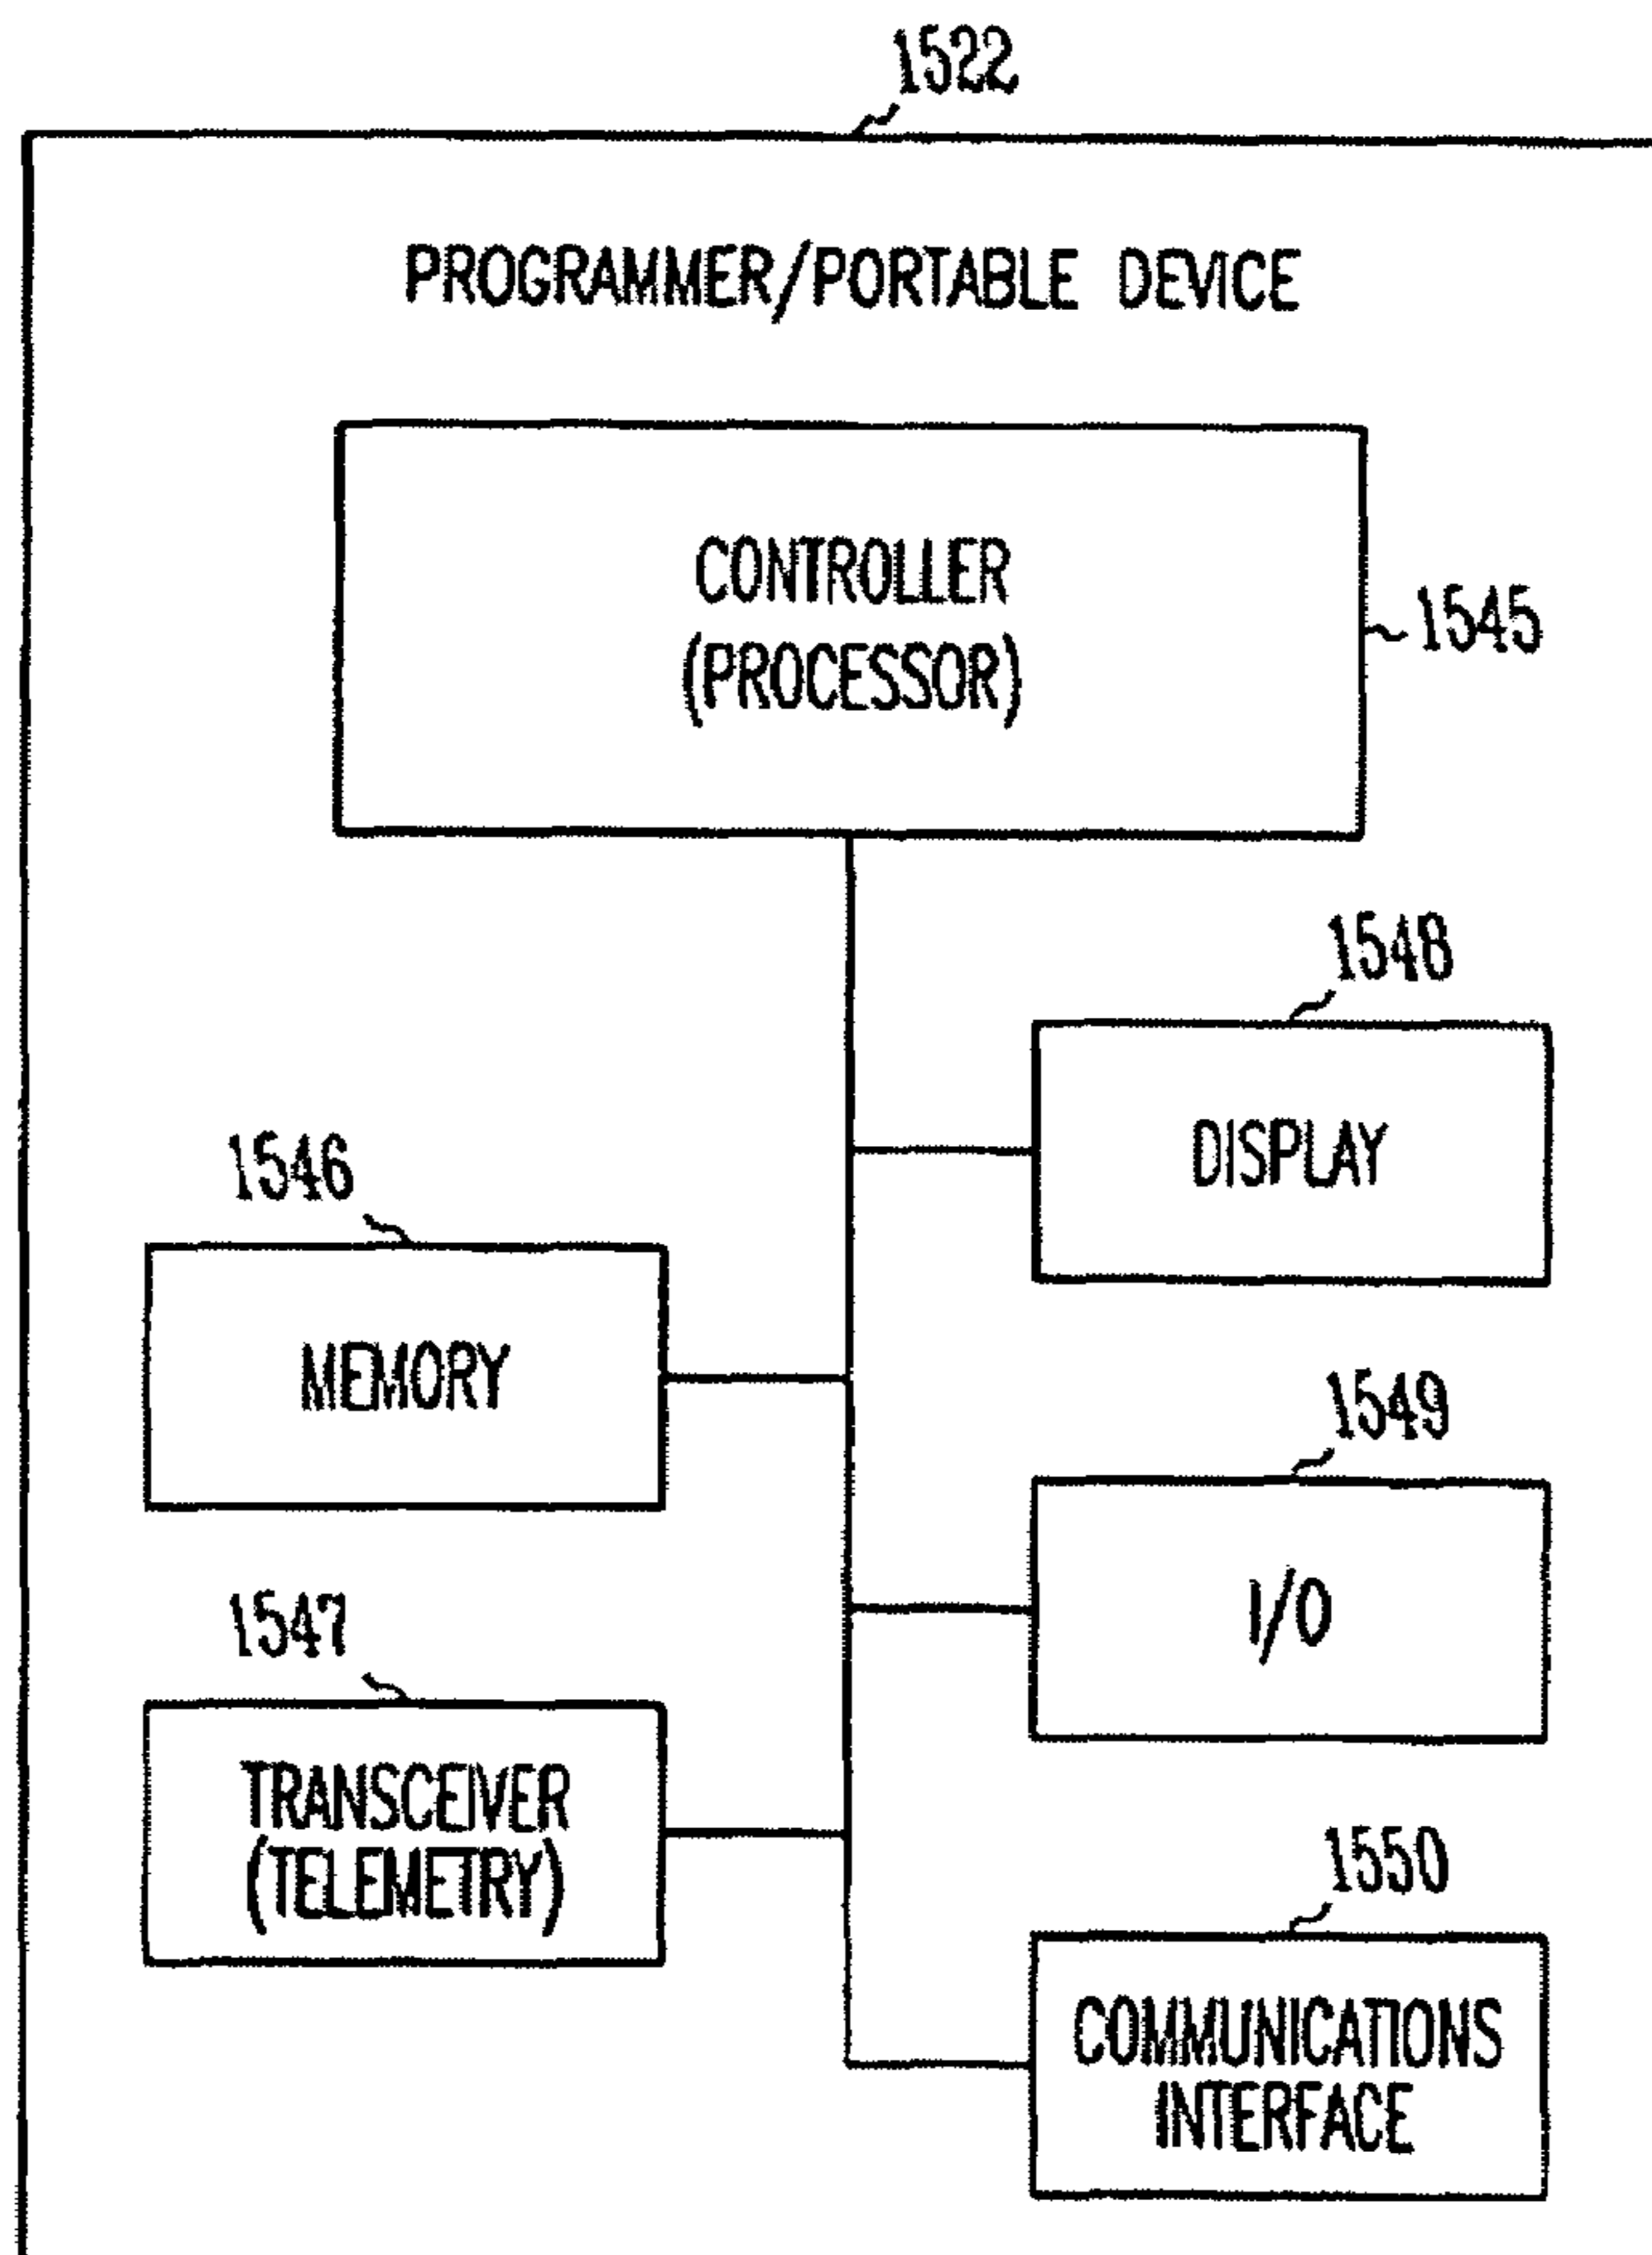 1522
PROGRAMMER/PORTABLE DEVICE
CONTROLLER
(PROCESSOR)
1545
1548
DISPLAY
1546
MEMORY
1549
I/O
1547
TRANSCEIVER
(TELEMETRY)
1550
COMMUNICATIONS
INTERFACE